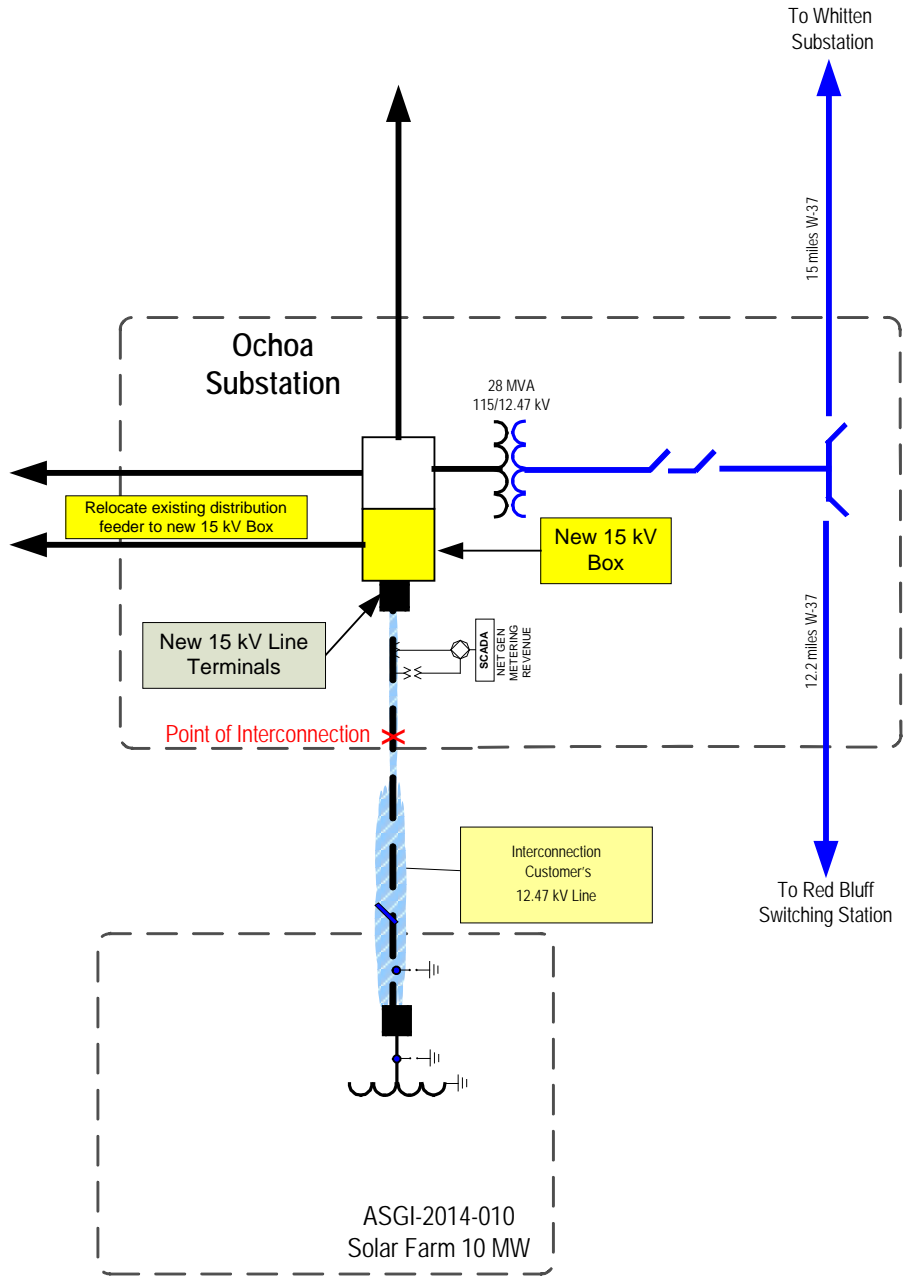 To Whitten
Substation
15 miles W-37
Ochoa
Substation
28 MVA
115/12.47 kV
Relocate existing distribution
feeder to new 15 kV Box
New 15 kV
Box
New 15 kV Line
Terminals
SCADA
NET GEN
METERING
REVENUE
12.2 miles W-37
Point of Interconnection
Interconnection
Customer's
12.47 kV Line
To Red Bluff
Switching Station
ASGI-2014-010
Solar Farm 10 MW